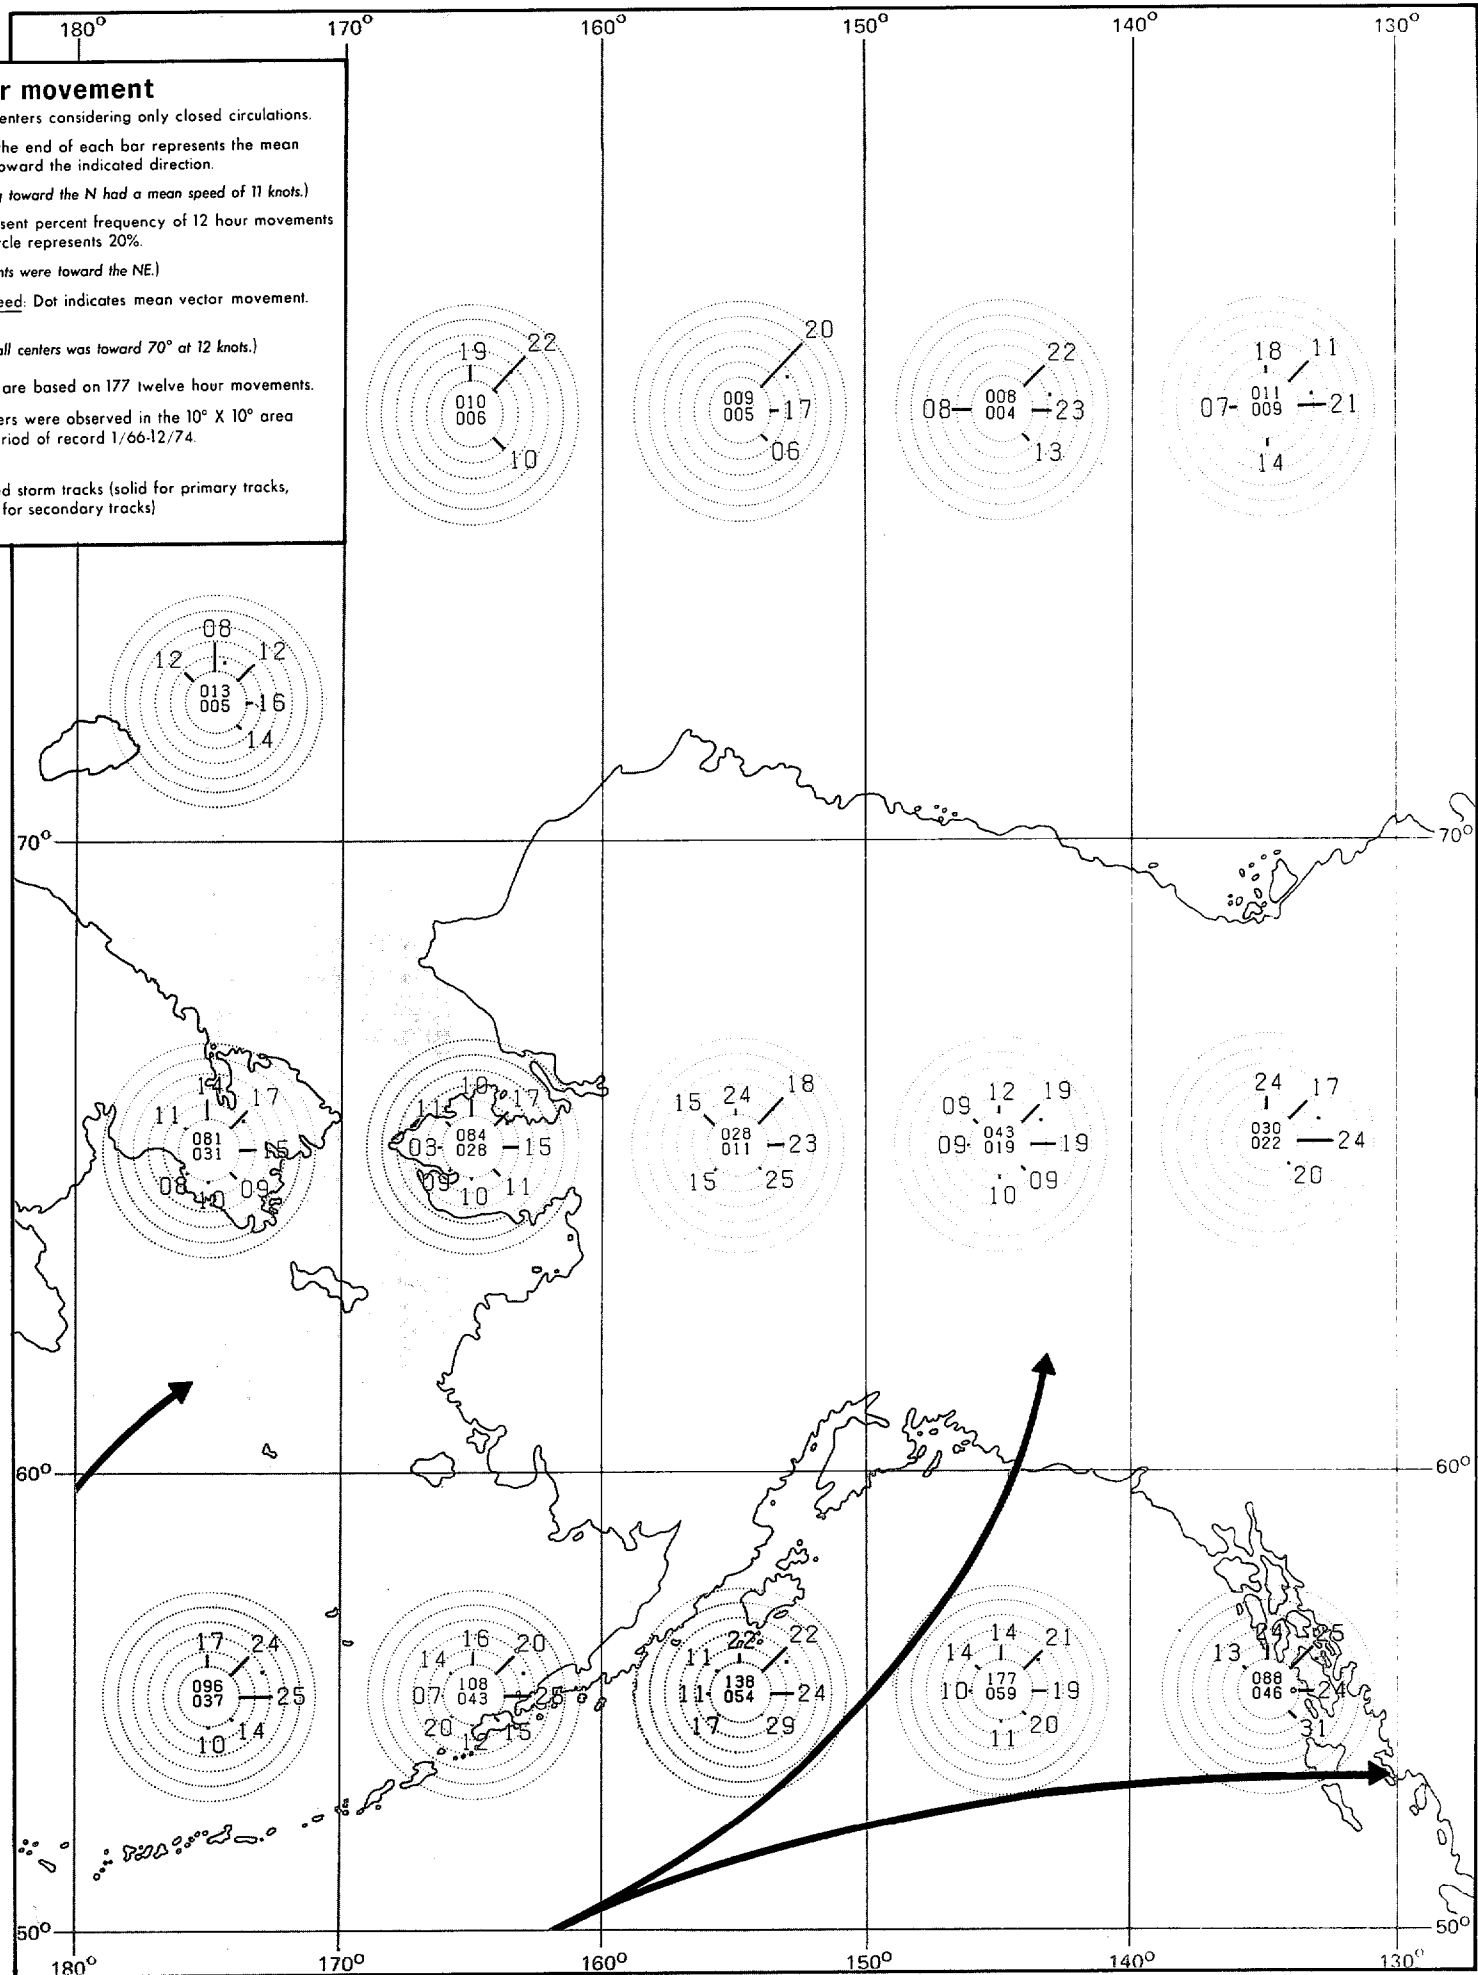 180° 170° 160° 150° 140° 130°
r movement
enters considering only closed circulations.
he end of each bar represents the mean
oward the indicated direction.
g toward the N had a mean speed of 11 knots.)
sent percent frequency of 12 hour movements
rcle represents 20%.
nts were toward the NE.)
eed: Dot indicates mean vector movement.
all centers was toward 70° at 12 knots.)
are based on 177 twelve hour movements.
ers were observed in the 10° X 10° area
riod of record 1/66-12/74.
ed storm tracks (solid for primary tracks,
for secondary tracks)
19 22
010
006
10
20
009
005 17
06
22
008
08 004 23
13
18 11
011
07 009 21
14
08
12 12
013
005 16
14
70° 70°
14
11 17
081
031 15
08 10 09
10
11 17
084
03 028 15
09 10 11
15 24 18
028
011 23
15 25
12 19
09
043
09 019 19
10 09
24 17
030
022 24
20
60° 60°
17 24
096
037 25
10 14
16 20
14
108
07 043 26
20 12 15
22 22
11
138
11 054 24
17 29
14 21
14
177
10 059 19
11 20
24 25
13
088
046 24
31
50° 50°
180° 170° 160° 150° 140° 130°